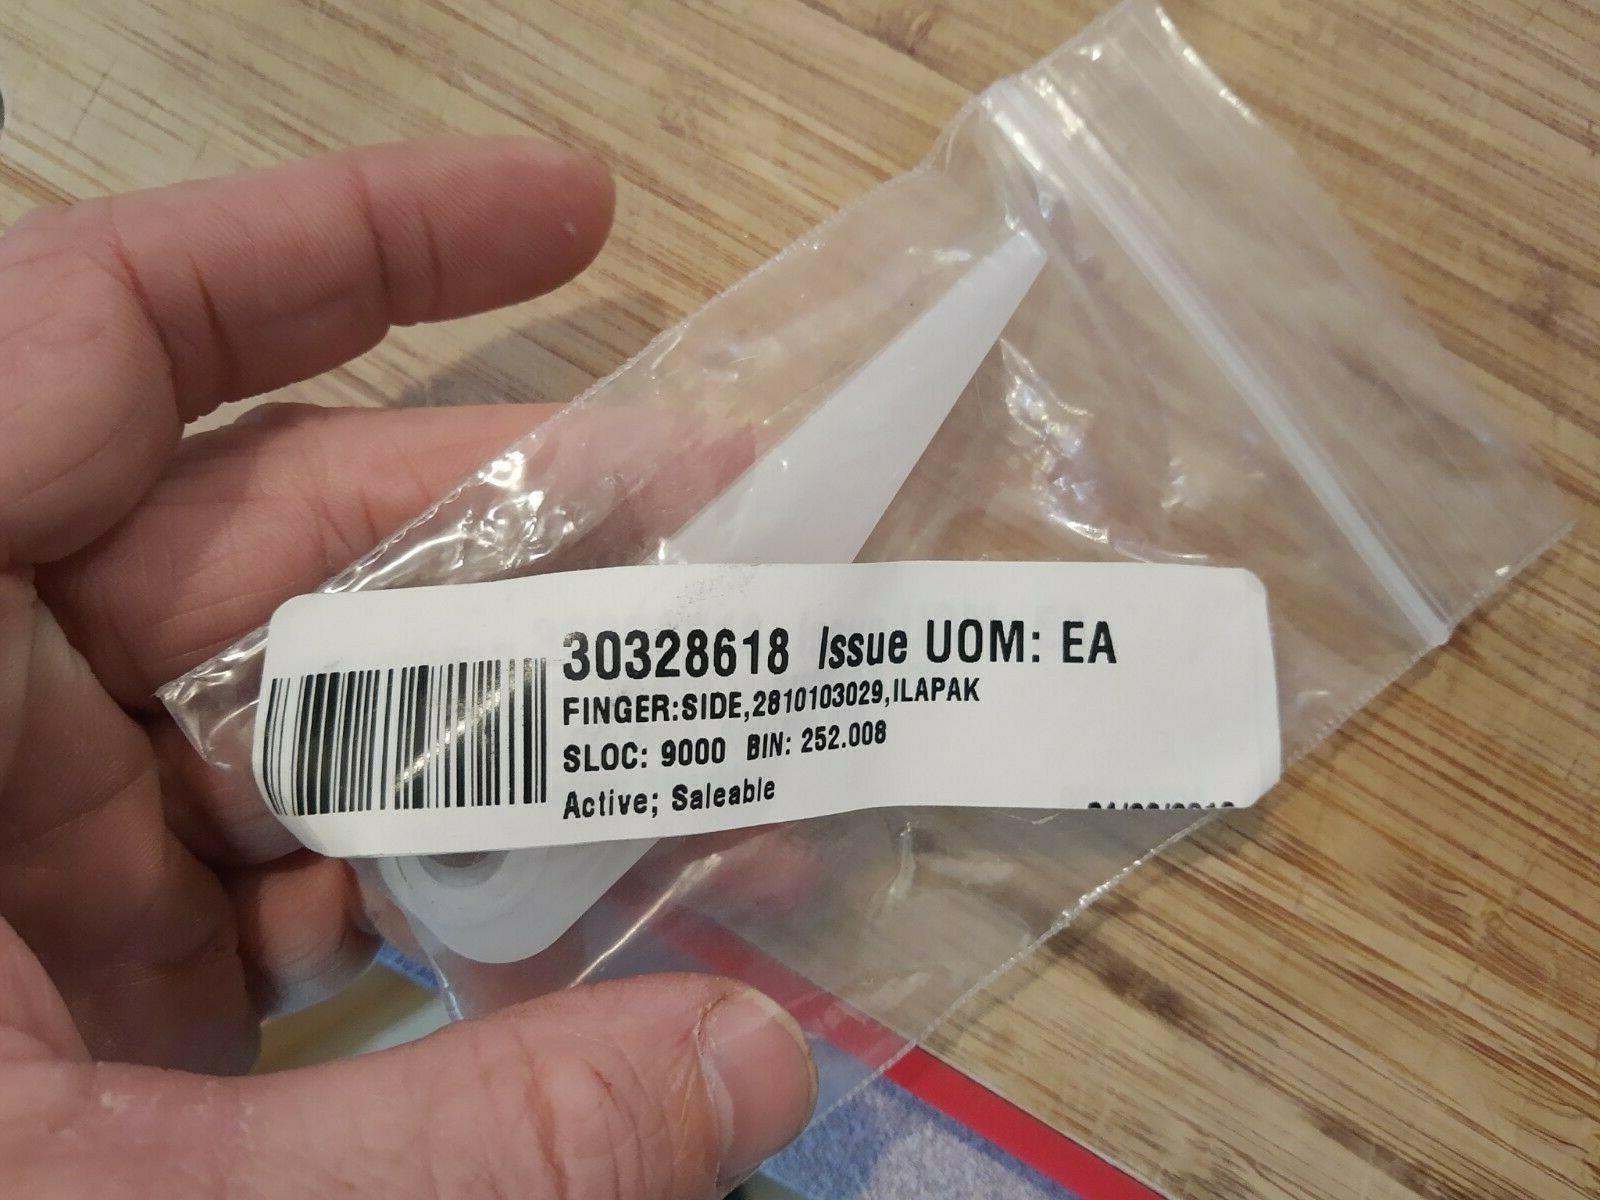 30328618 Issue UOM: EA
FINGER:SIDE,2810103029,ILAPAK
SLOC: 9000 BIN: 252.008
Active; Saleable